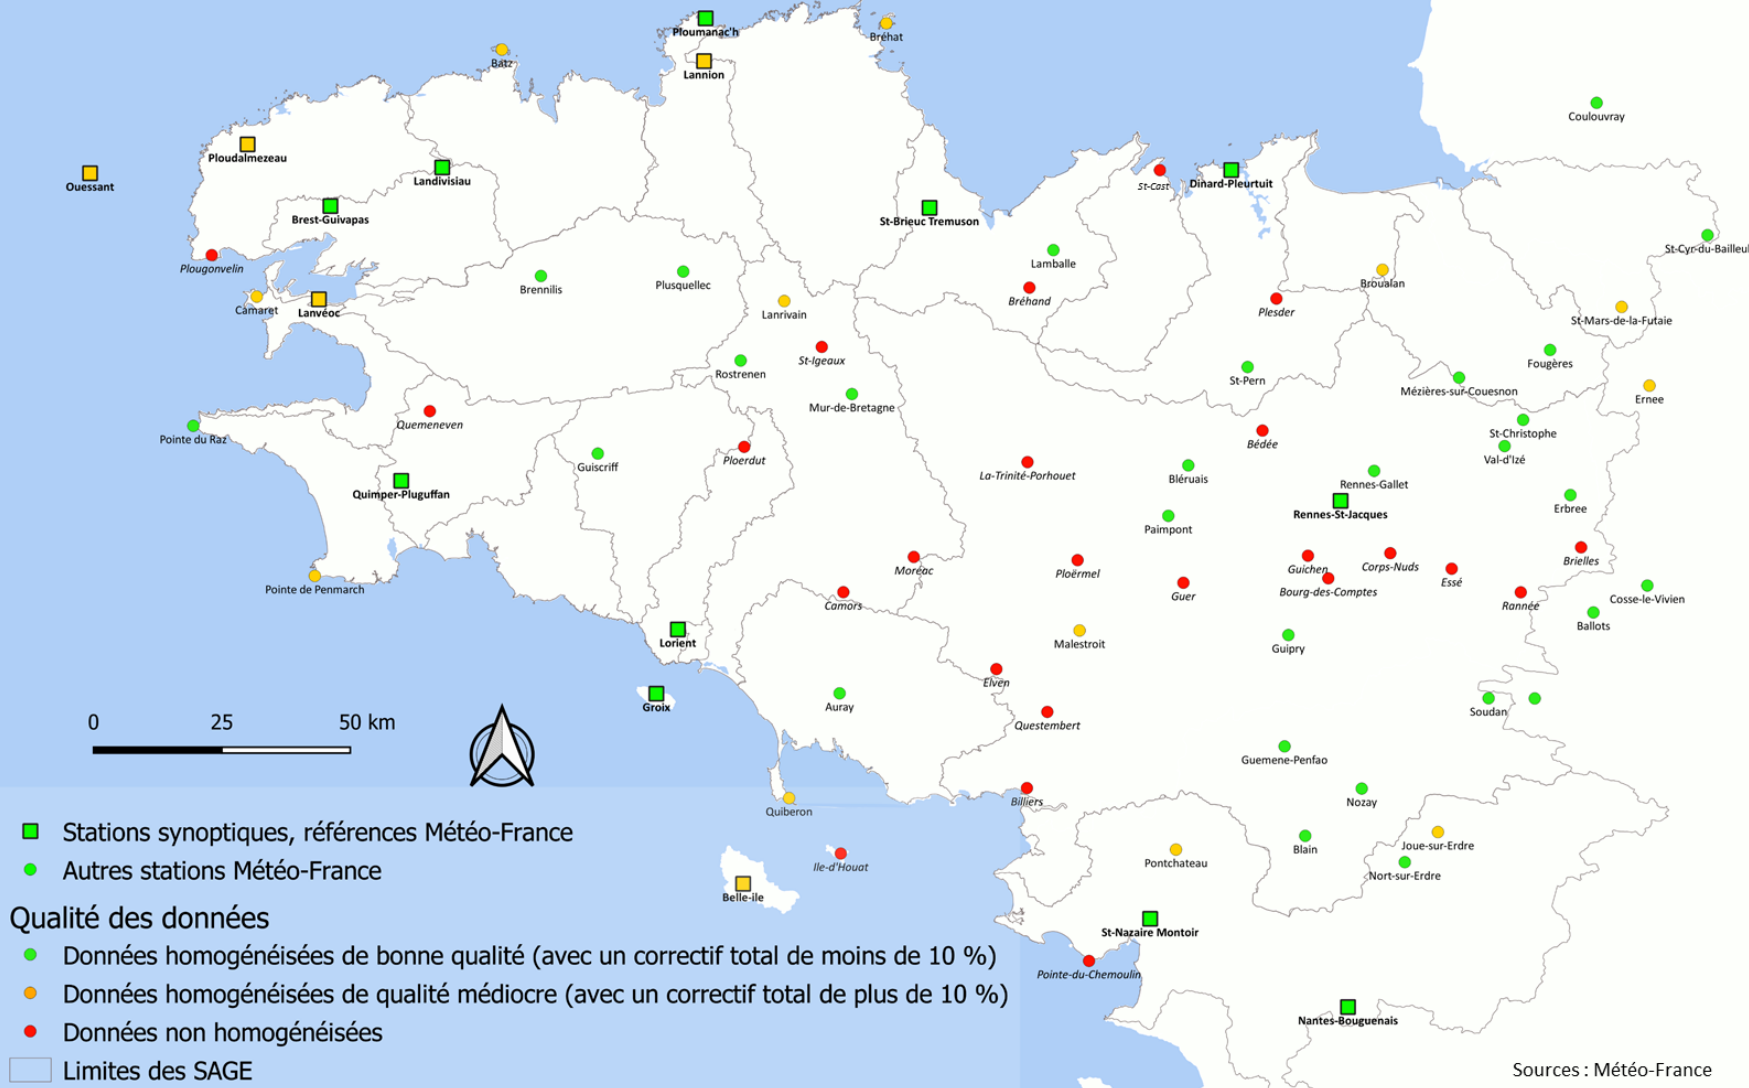 Ploumanac'h
Bréhat
Batz
Lannion
Coulouvray
Ploudalmezeau
Ouessant
Landivisiau
St-Cast
Dinard-Pleurtuit
Brest-Guivapas
St-Brieuc Tremuson
St-Cyr-du-Bailleul
Plougonvelin
Lamballe
Brennilis
Plusquellec
Brouaian
Bréhand
Camaret
Lanvéoc
Lanrivain
Plesder
St-Mars-de-la-Futaie
St-Igeaux
Rostrenen
Fougères
St-Pern
Mézières-sur-Couesnon
Ernee
Mur-de-Bretagne
Quemeneven
Pointe du Raz
St-Christophe
Bédée
Ploerdut
Val-d'Izé
Guiscriff
La-Trinité-Porhouet
Bléruais
Rennes-Gallet
Quimper-Pluguffan
Erbree
Rennes-St-Jacques
Paimpont
Moréac
Ploërmel
Guichen
Corps-Nuds
Brielles
Essé
Pointe de Penmarch
Bourg-des-Comptes
Guer
Camors
Rannée
Cosse-le-Vivien
Ballots
Lorient
Malestroit
Guipry
Elven
Groix
Auray
Soudan
Questembert
0 25 50 km
Guemene-Penfao
Billiers
Nozay
Quiberon
Joue-sur-Erdre
Blain
Pontchateau
Ile-d'Houat
Nort-sur-Erdre
Belle-ile
St-Nazaire Montoir
Pointe-du-Chemoulin
Nantes-Bouguenais
Stations synoptiques, références Météo-France
Autres stations Météo-France
Qualité des données
Données homogénéisées de bonne qualité (avec un correctif total de moins de 10 %)
Données homogénéisées de qualité médiocre (avec un correctif total de plus de 10 %)
Données non homogénéisées
Limites des SAGE
Sources : Météo-France